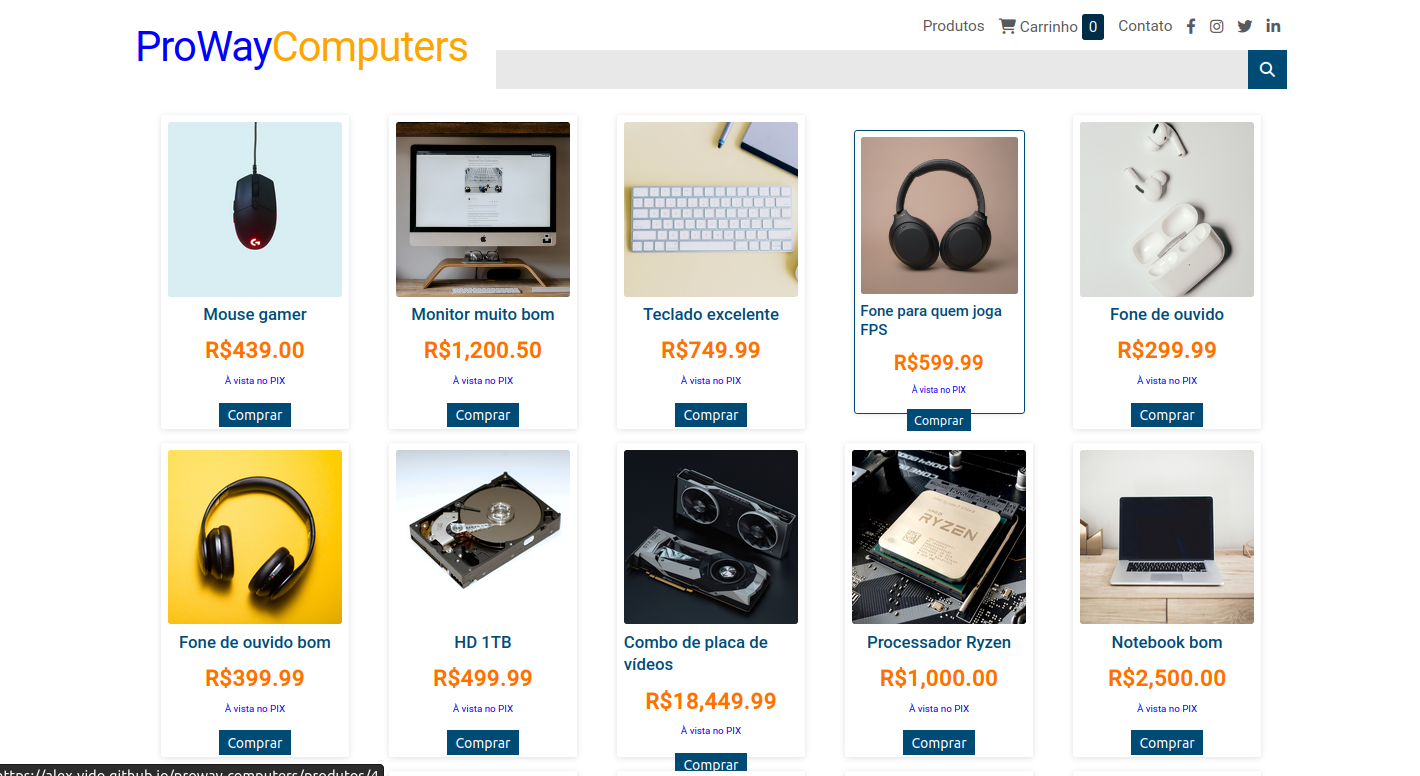 ProWayComputers
Produtos
Carrinho 0
Contato
Mouse gamer
R$439.00
À vista no PIX
Comprar
Monitor muito bom
R$1,200.50
À vista no PIX
Comprar
Teclado excelente
R$749.99
À vista no PIX
Comprar
Fone para quem joga
FPS
R$599.99
À vista no PIX
Comprar
Fone de ouvido
R$299.99
À vista no PIX
Comprar
Fone de ouvido bom
R$399.99
À vista no PIX
Comprar
HD 1TB
R$499.99
À vista no PIX
Comprar
Combo de placa de
vídeos
R$18,449.99
À vista no PIX
Comprar
RYZEN
Processador Ryzen
R$1,000.00
À vista no PIX
Comprar
Notebook bom
R$2,500.00
À vista no PIX
Comprar
https://alex-vido.github.io/proway-computers/produtos/4